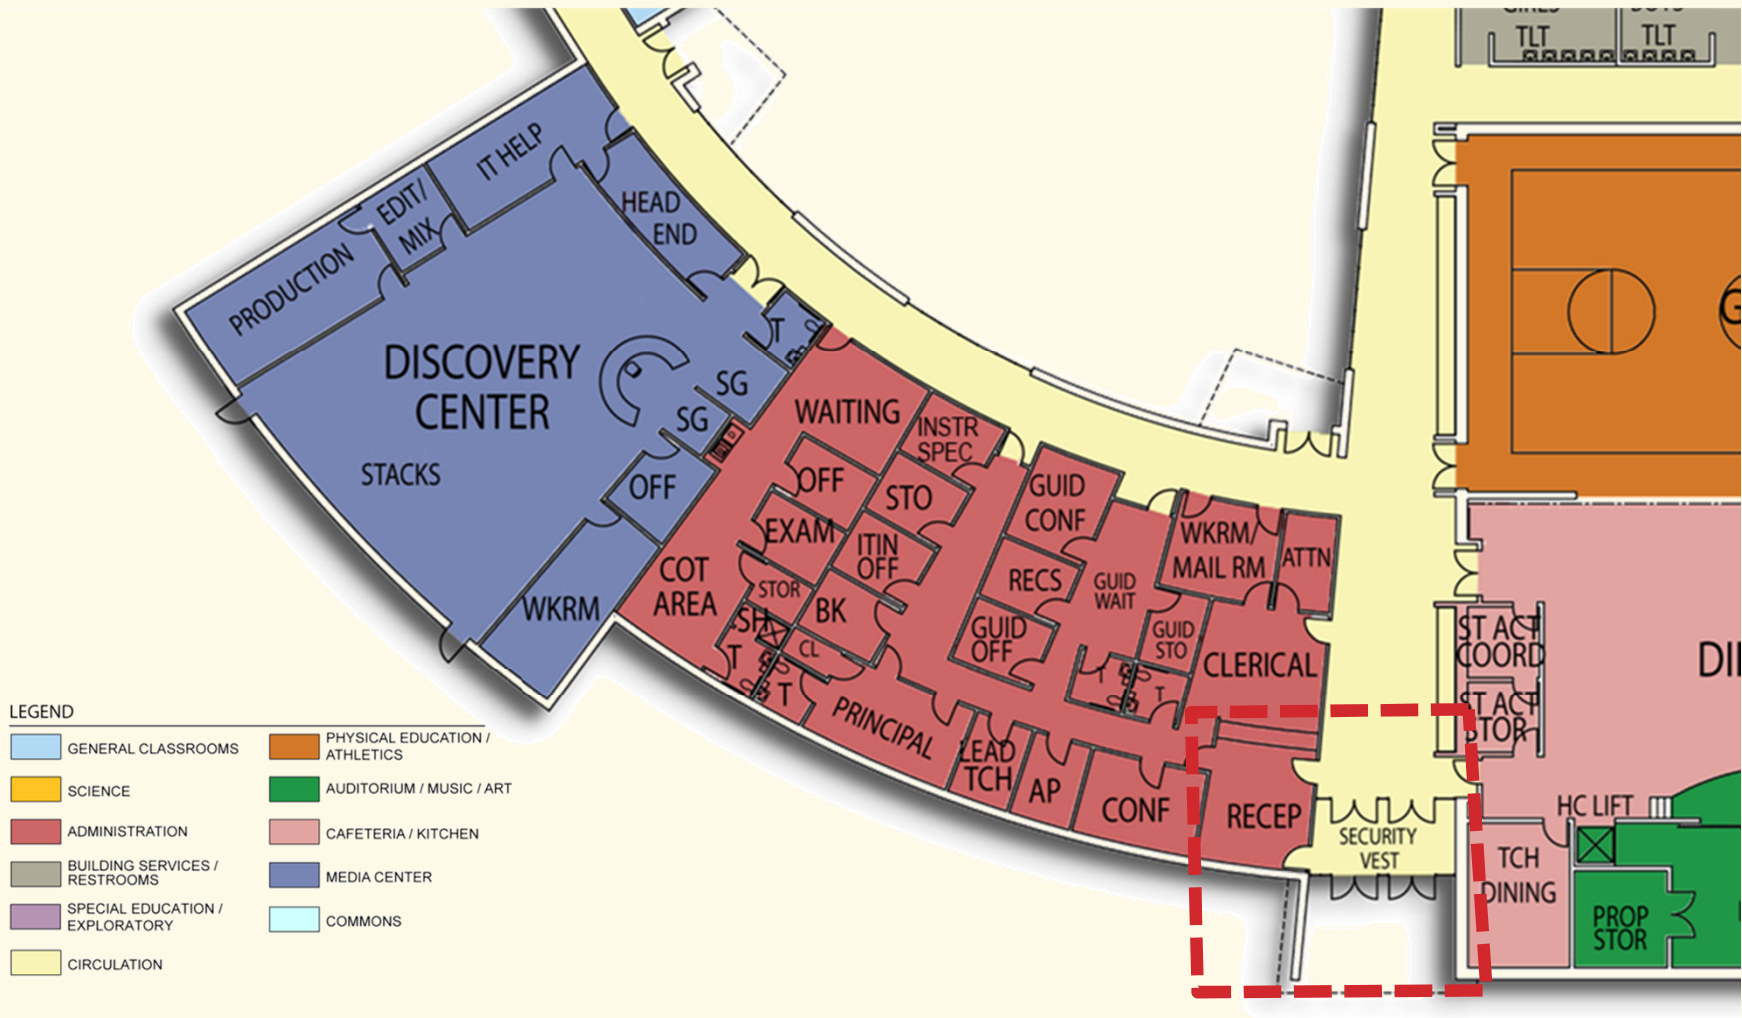 TLT
TLT
IT HELP
EDIT/
MIX
HEAD
END
PRODUCTION
T
DISCOVERY
CENTER
SG
SG
STACKS
OFF
WKRM
WAITING
INSTR
SPEC
OFF
STO
EXAM
ITIN
OFF
COT
AREA
STOR
BK
SH
CL
T
T
PRINCIPAL
GUID
CONF
RECS
GUID
WAIT
GUID
OFF
WKRM/
MAIL RM
ATTN
GUID
STO
CLERICAL
T
T
LEAD
TCH
AP
CONF
RECEP
SECURITY
VEST
ST ACT
COORD
ST ACT
STOR
HC LIFT
TCH
DINING
PROP
STOR
LEGEND
GENERAL CLASSROOMS
SCIENCE
ADMINISTRATION
BUILDING SERVICES /
RESTROOMS
SPECIAL EDUCATION /
EXPLORATORY
CIRCULATION
PHYSICAL EDUCATION /
ATHLETICS
AUDITORIUM / MUSIC / ART
CAFETERIA / KITCHEN
MEDIA CENTER
COMMONS